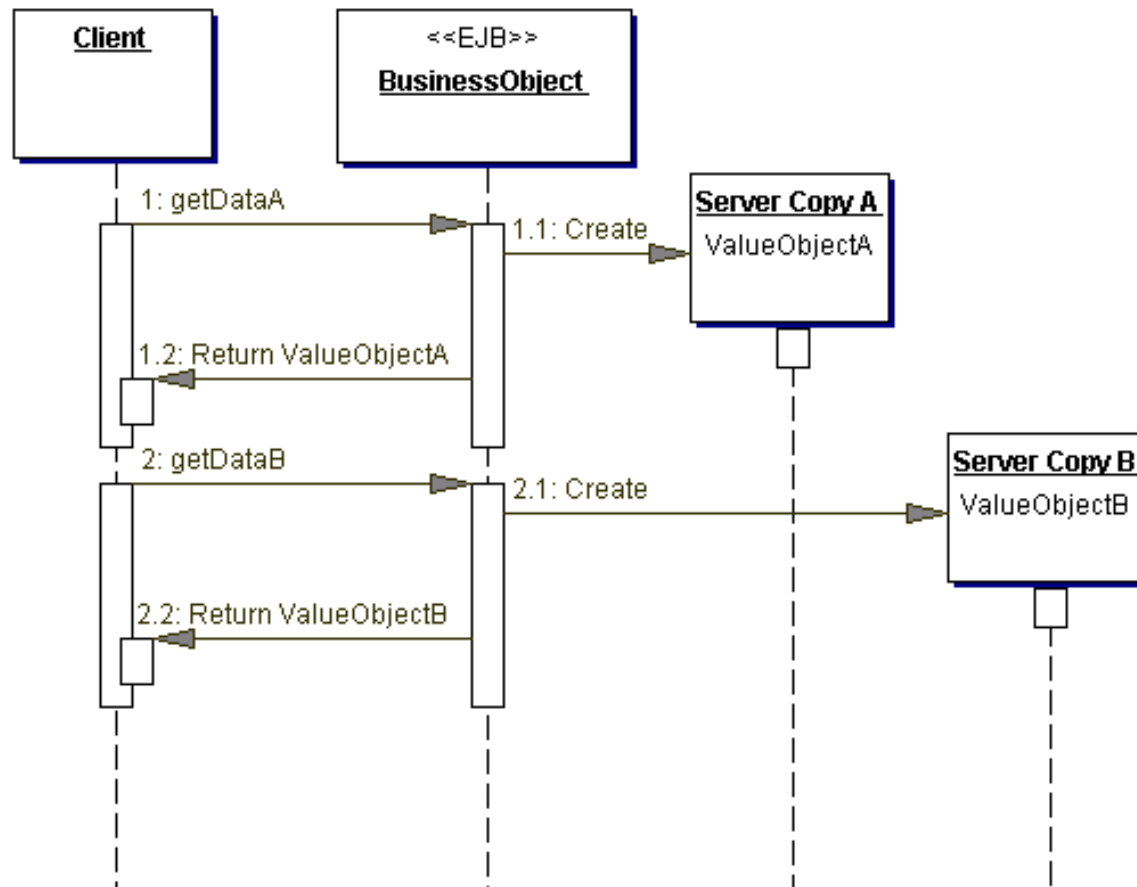 Client
<<EJB>>
BusinessObject
1: getDataA
1.1: Create
Server Copy A
ValueObjectA
1.2: Return ValueObjectA
2: getDataB
2.1: Create
Server Copy B
ValueObjectB
2.2: Return ValueObjectB